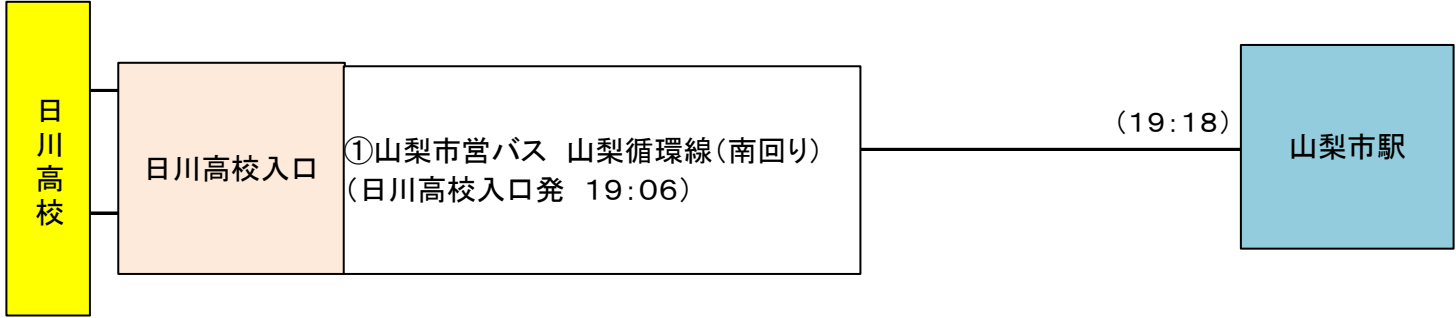 日川高校
日川高校入口
①山梨市営バス　山梨循環線（南回り）
（日川高校入口発　19：06）
（19：18）
山梨市駅